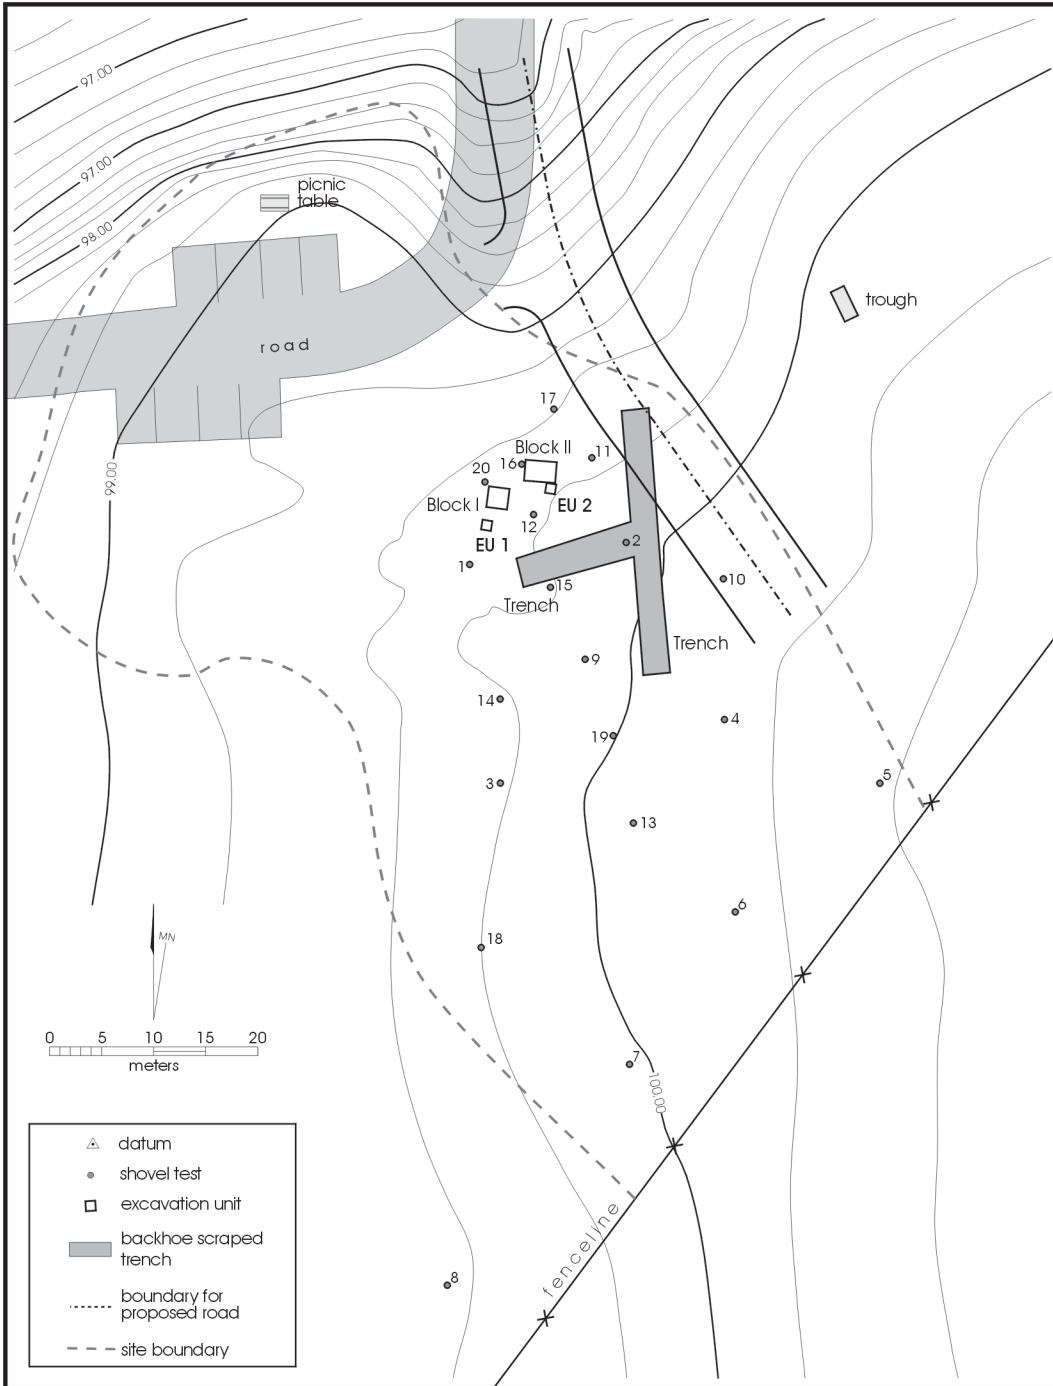 97.00
97.00
98.00
picnic
table
trough
road
17
Block II
11
16
20
Block I
EU 2
12
99.00
EU 1
2
1
10
15
Trench
Trench
9
14
4
19
3
5
13
6
18
MN
0 5 10 15 20
meters
7
100.00
datum
shovel test
excavation unit
backhoe scraped
trench
boundary for
proposed road
site boundary
fenceline
8